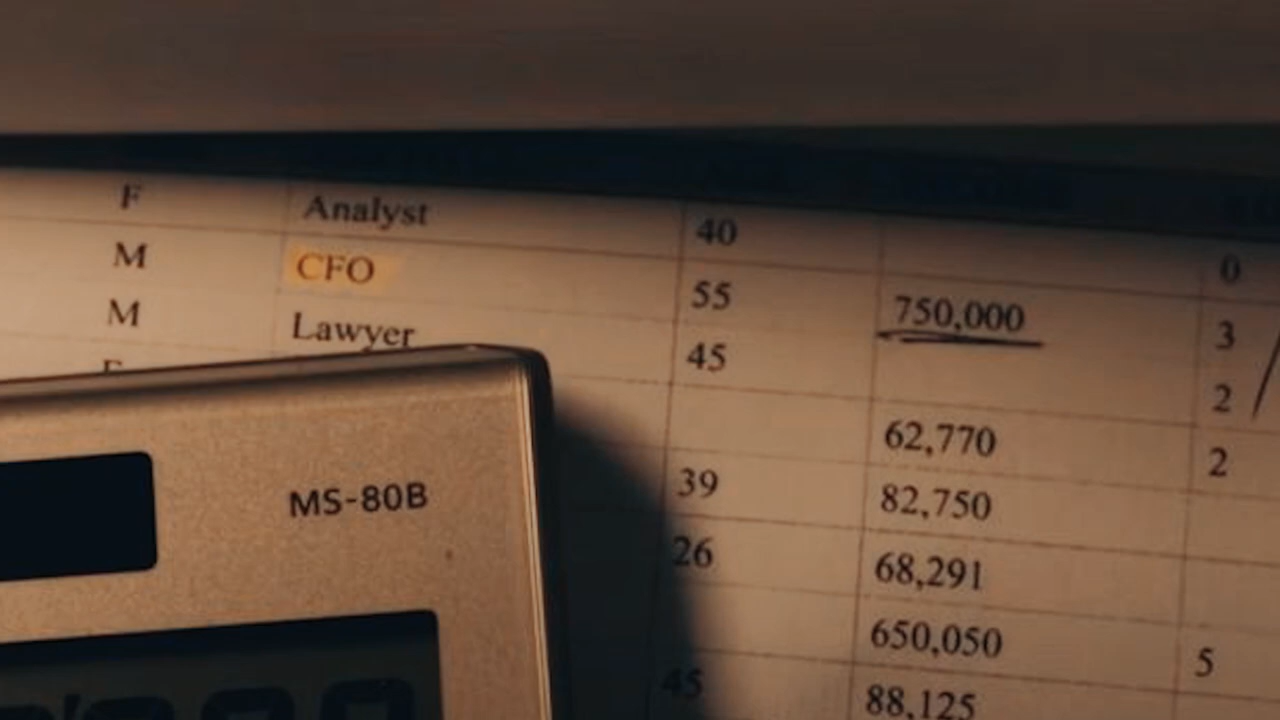 F Analyst 40 0
M CFO 55 750,000 3
M Lawyer 45 2
62,770 2
39 82,750
26 68,291
650,050 5
45 88,125
MS-80B